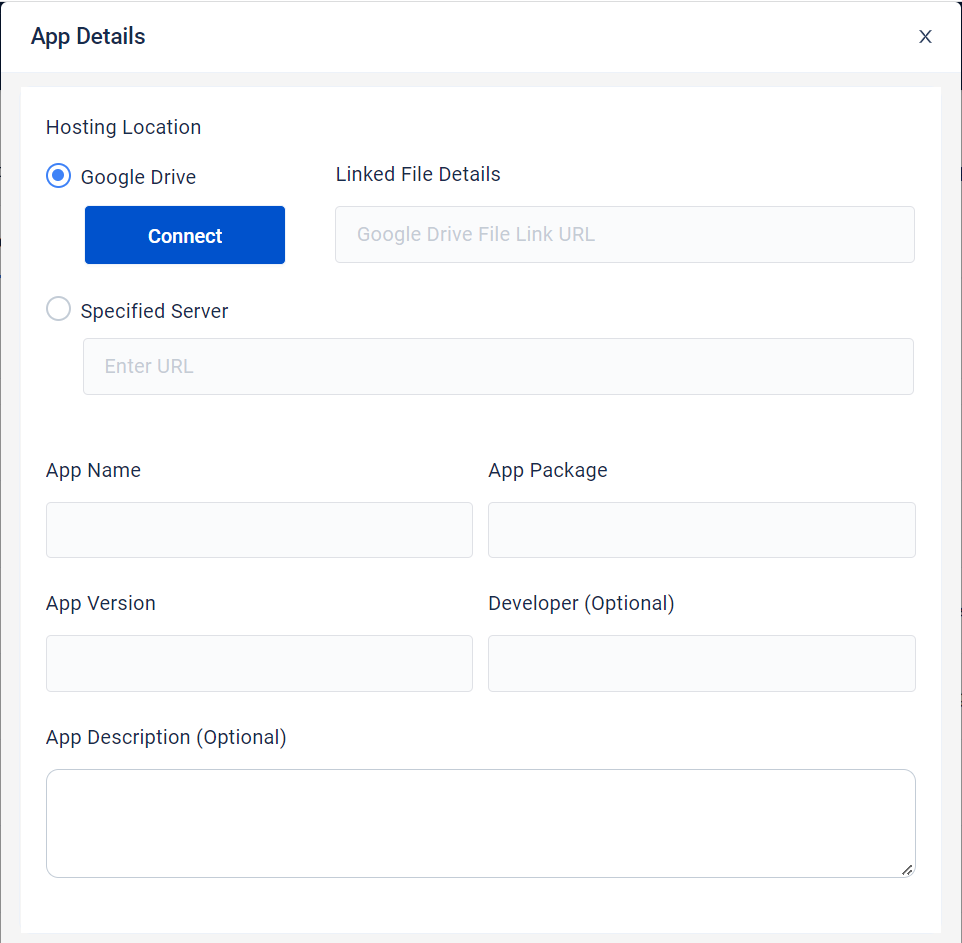 App Details
X
Hosting Location
Google Drive
Linked File Details
Connect
Google Drive File Link URL
Specified Server
Enter URL
App Name
App Package
App Version
Developer (Optional)
App Description (Optional)